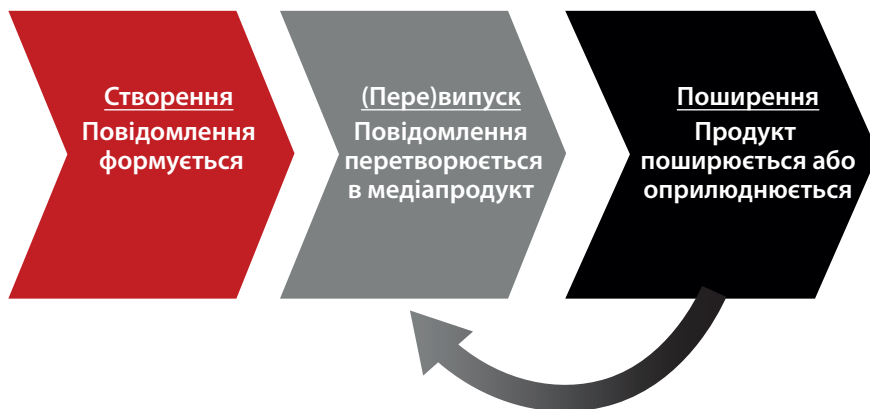 Створення
Повідомлення
формується
(Пере)випуск
Повідомлення
перетворюється
в медіапродукт
Поширення
Продукт
поширюється або
оприлюднюється